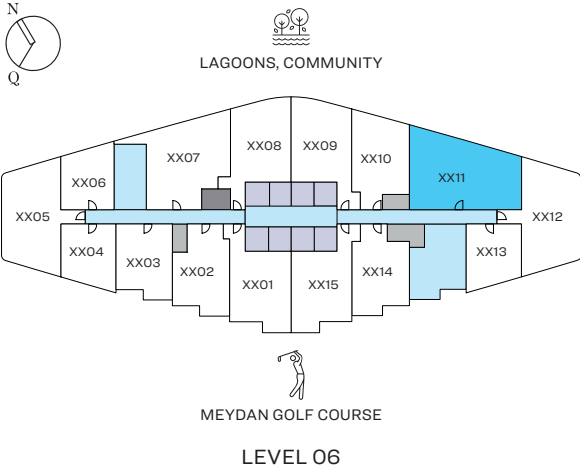 N
Q
LAGOONS, COMMUNITY
XX08
XX09
XX07
XX10
XX11
XX06
XX05
XX12
XX04
XX03
XX02
XX01
XX15
XX14
XX13
MEYDAN GOLF COURSE
LEVEL 06